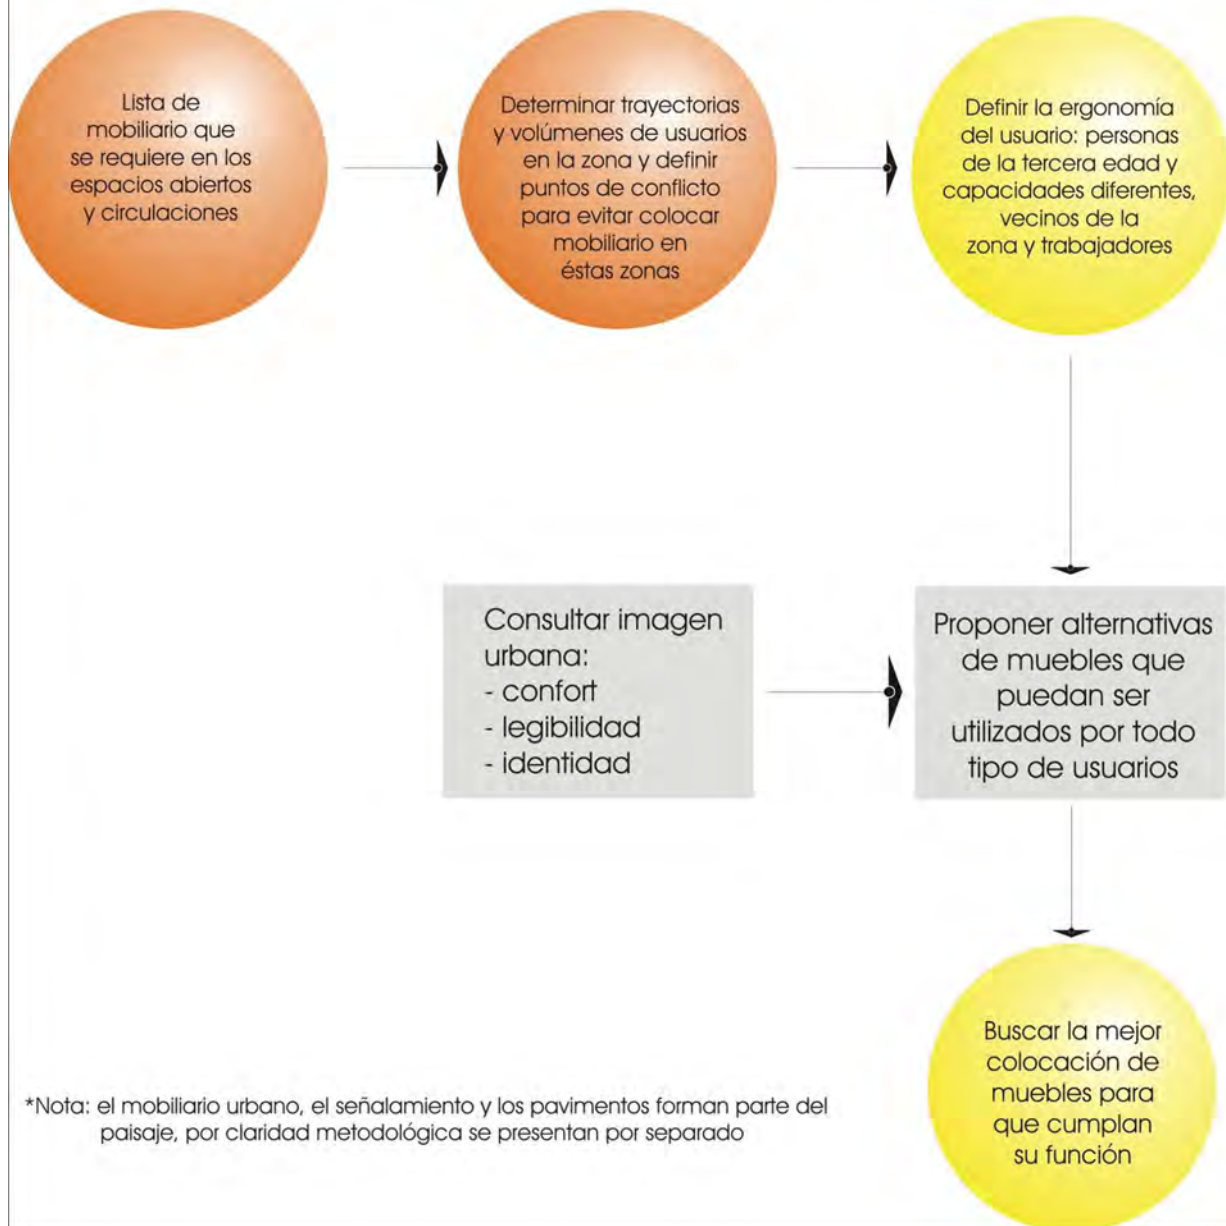 Lista de
mobiliario que
se requiere en los
espacios abiertos
y circulaciones
Determinar trayectorias
y volúmenes de usuarios
en la zona y definir
puntos de conflicto
para evitar colocar
mobiliario en
éstas zonas
Definir la ergonomía
del usuario: personas
de la tercera edad y
capacidades diferentes,
vecinos de la
zona y trabajadores
Consultar imagen
urbana:
- confort
- legibilidad
- identidad
Proponer alternativas
de muebles que
puedan ser
utilizados por todo
tipo de usuarios
Buscar la mejor
colocación de
muebles para
que cumplan
su función
*Nota: el mobiliario urbano, el señalamiento y los pavimentos forman parte del
paisaje, por claridad metodológica se presentan por separado